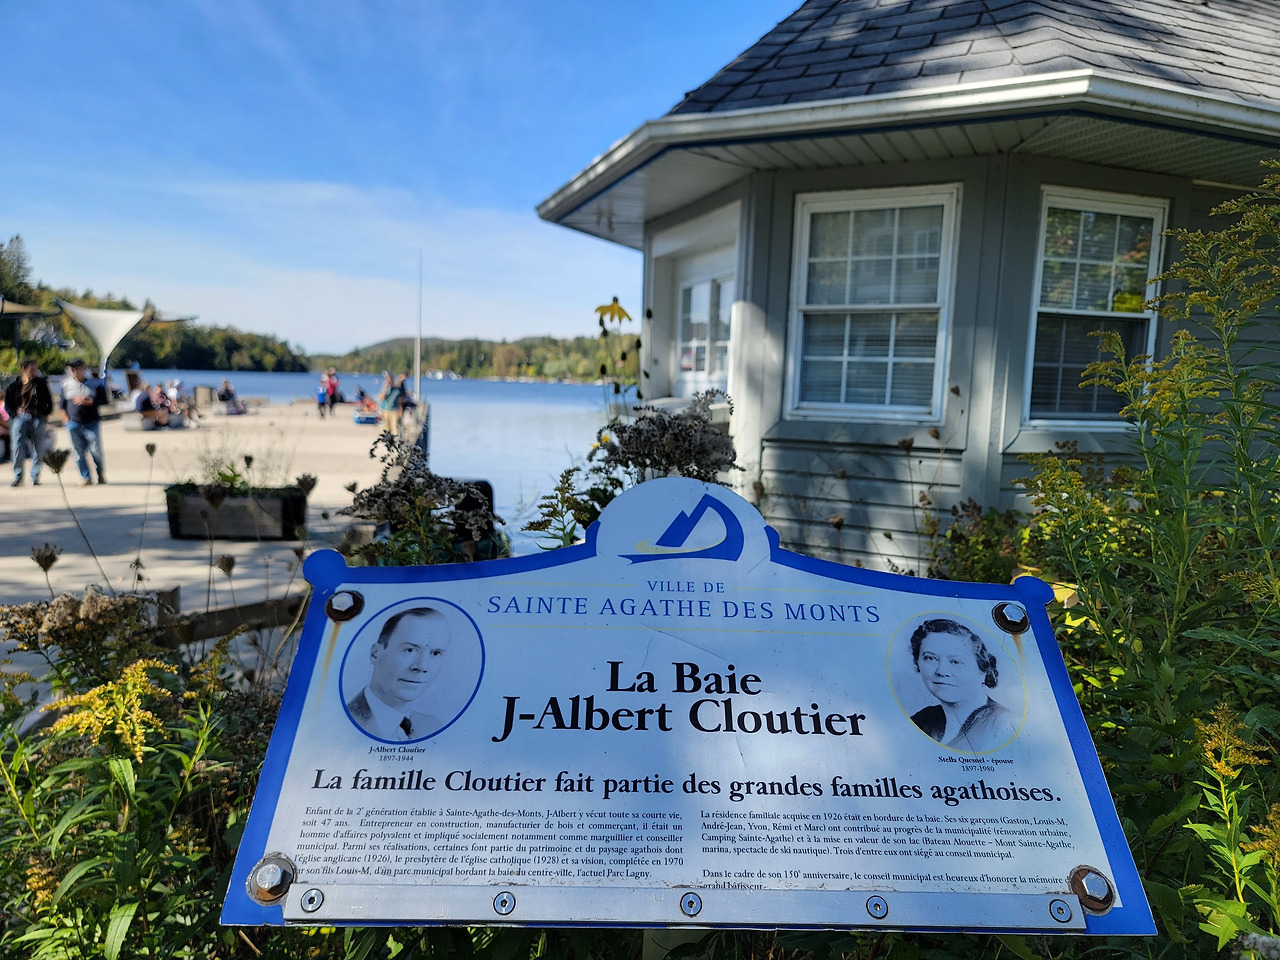 VILLE DE
SAINTE AGATHE DES MONTS
La Baie
J-Albert Cloutier
J-Albert Cloutier
1897-1944
Stella Quesnel - épouse
1897-1980
La famille Cloutier fait partie des grandes familles agathoises.
Enfant de la 2e génération établie à Sainte-Agathe-des-Monts, J-Albert y vécut toute sa courte vie,
soit 47 ans. Entrepreneur en construction, manufacturier de bois et commerçant, il était un
homme d'affaires polyvalent et impliqué socialement notamment comme marguillier et conseiller
municipal. Parmi ses réalisations, certaines font partie du patrimoine et du paysage agathois dont
l'église anglicane (1926), le presbytère de l'église catholique (1928) et sa vision, complétée en 1970
par son fils Louis-M, d'un parc municipal bordant la baie du centre-ville, l'actuel Parc Lagny.
La résidence familiale acquise en 1926 était en bordure de la baie. Ses six garçons (Gaston, Louis-M,
André-Jean, Yvon, Rémi et Marc) ont contribué au progrès de la municipalité (rénovation urbaine,
Camping Sainte-Agathe) et à la mise en valeur de son lac (Bateau Alouette – Mont Sainte-Agathe,
marina, spectacle de ski nautique). Trois d'entre eux ont siégé au conseil municipal.
Dans le cadre de son 150e anniversaire, le conseil municipal est heureux d'honorer la mémoire
grand bâtisseur